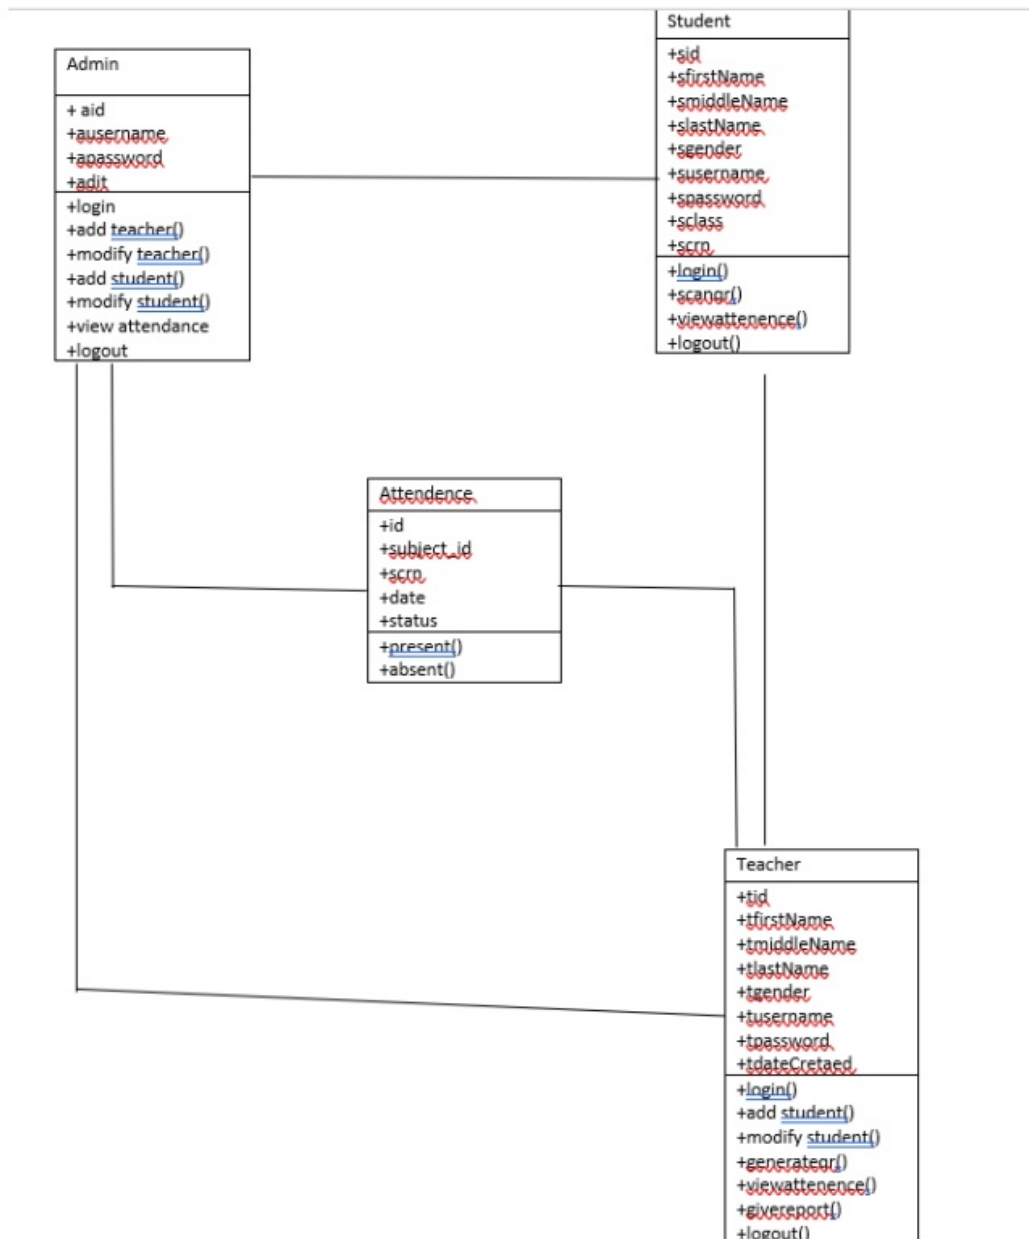 Student
+sid
+sfirstName
+smiddleName
+slastName
+sgender
+susername
+spassword
+sclass
+scrn
+login()
+scanqr()
+viewattenence()
+logout()
Admin
+ aid
+ausername
+apassword
+adit
+login
+add teacher()
+modify teacher()
+add student()
+modify student()
+view attendance
+logout
Attendence
+id
+subject_id
+scrn
+date
+status
+present()
+absent()
Teacher
+tid
+tfirstName
+tmiddleName
+tlastName
+tgender
+tusername
+tpassword
+tdateCretaed
+login()
+add student()
+modify student()
+generateqr()
+viewattenence()
+givereport()
+logout()